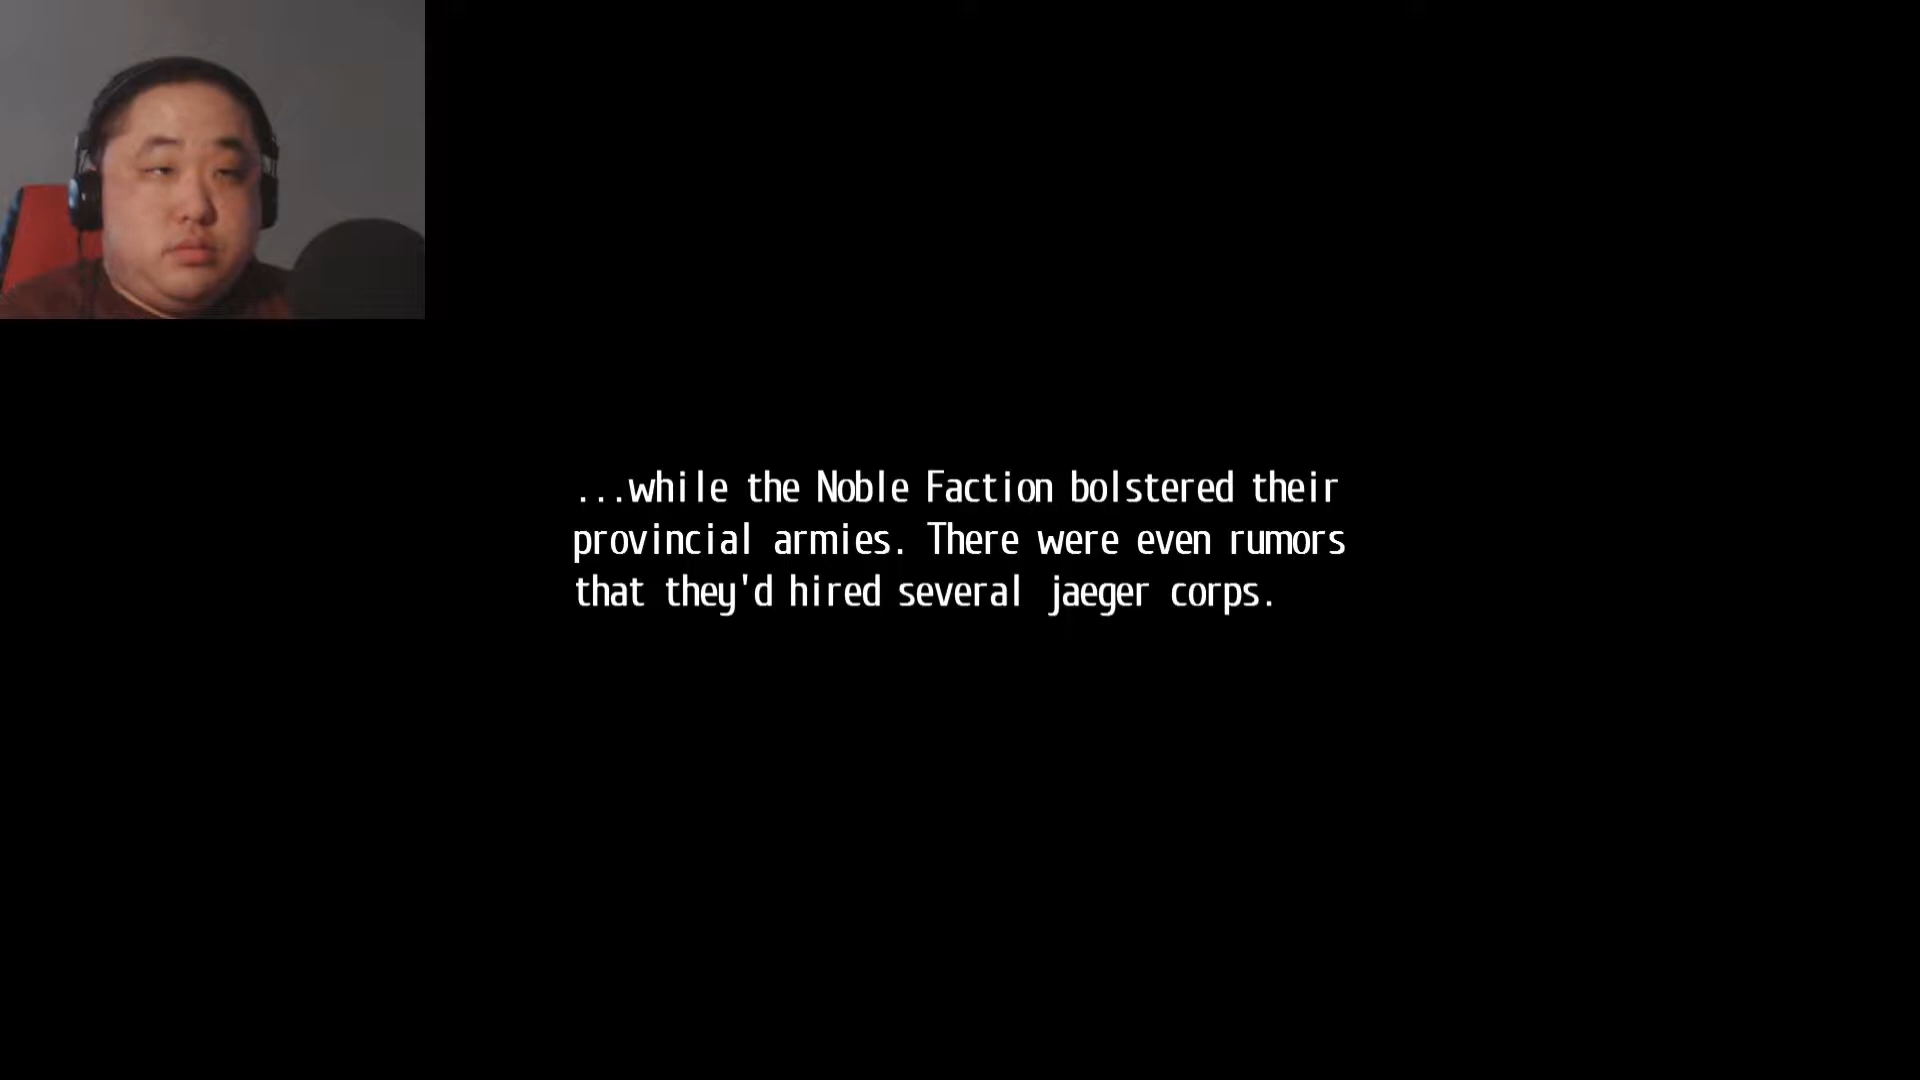 ...while the Noble Faction bolstered their
provincial armies. There were even rumors
that they'd hired several jaeger corps.